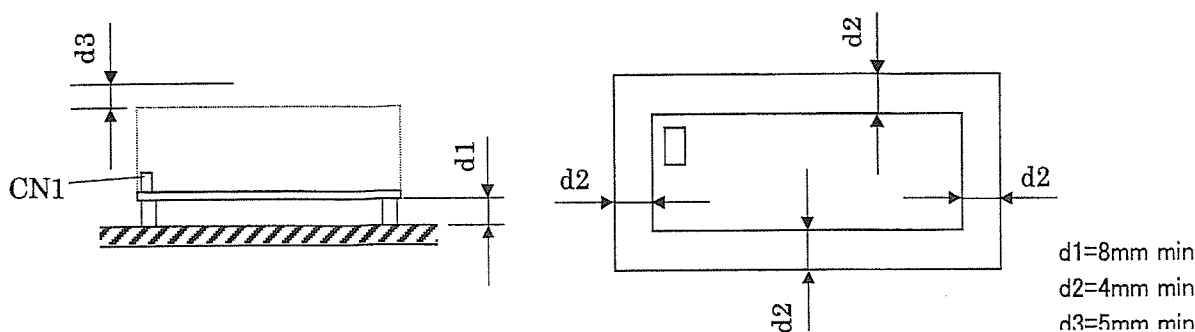 d3
CN1
d1
d2
d2
d2
d2
d1=8mm min
d2=4mm min
d3=5mm min